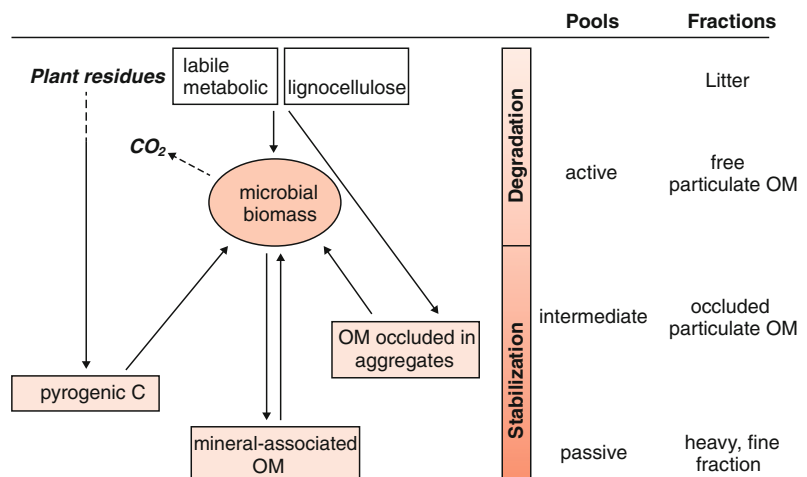 Pools
Fractions
Plant residues
labile
metabolic
lignocellulose
Litter
CO₂
microbial
biomass
Degradation
active
free
particulate OM
OM occluded in
aggregates
intermediate
occluded
particulate OM
pyrogenic C
Stabilization
mineral-associated
OM
passive
heavy, fine
fraction